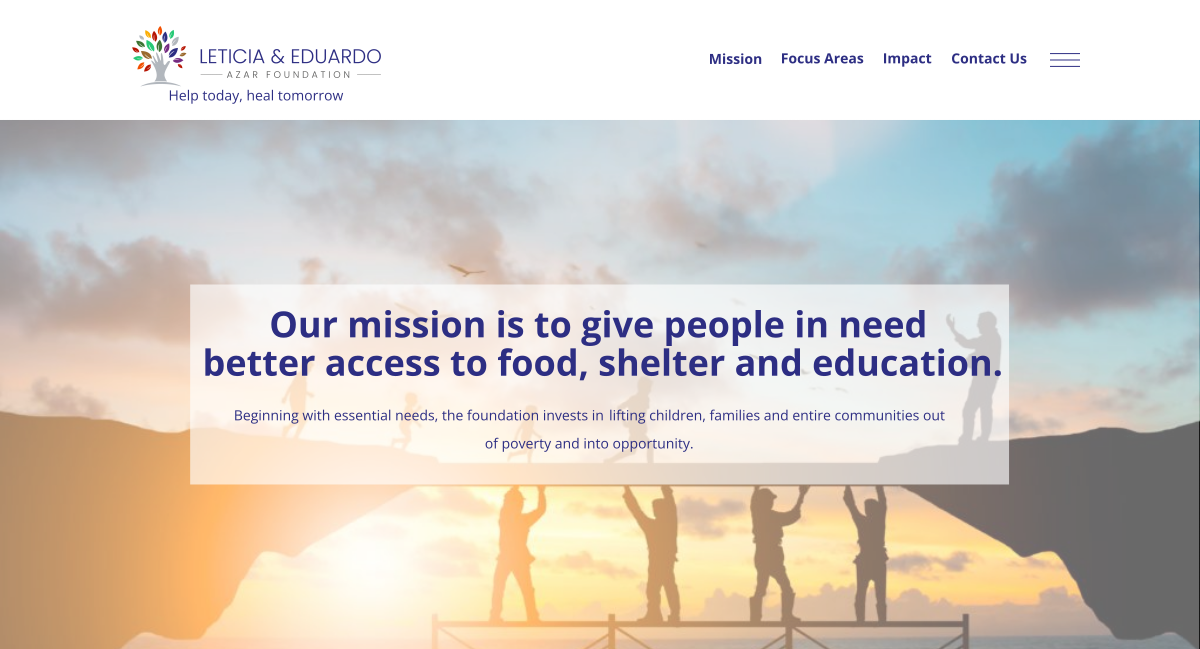 LETICIA & EDUARDO
AZAR FOUNDATION
Help today, heal tomorrow
Mission Focus Areas Impact Contact Us
Our mission is to give people in need
better access to food, shelter and education.
Beginning with essential needs, the foundation invests in lifting children, families and entire communities out
of poverty and into opportunity.